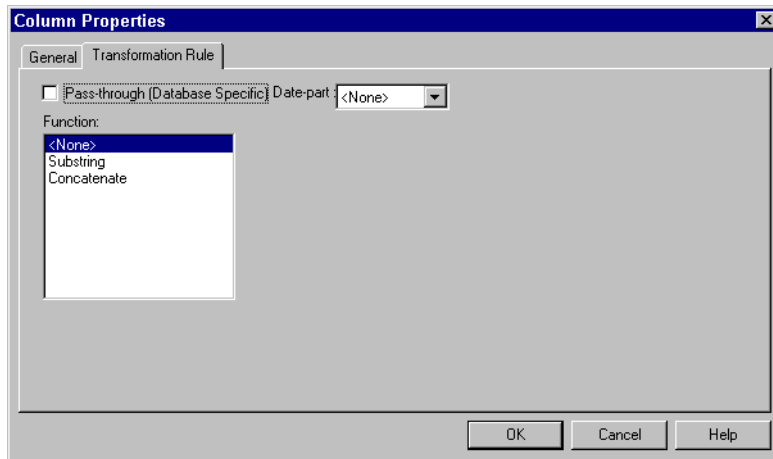 Column Properties
General Transformation Rule
Pass-through (Database Specific) Date-part : <None>
Function:
<None>
Substring
Concatenate
OK Cancel Help